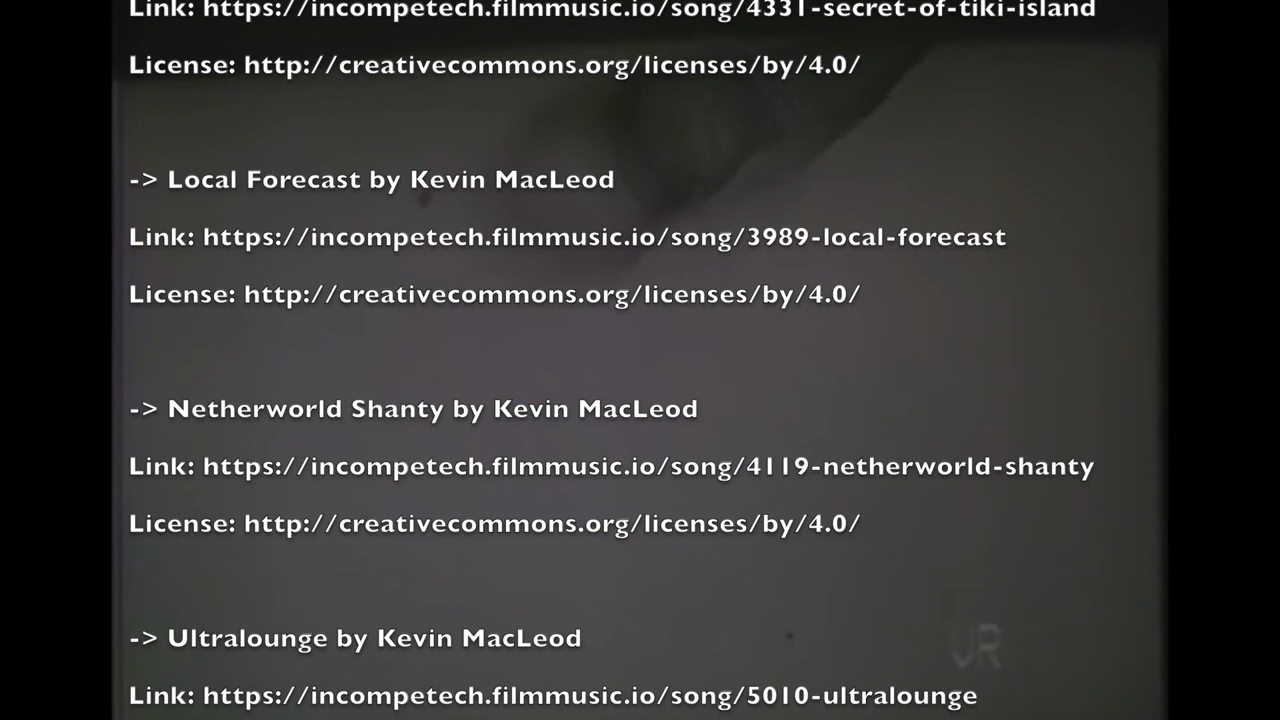 Link: https://incompetech.filmmusic.io/song/4331-secret-of-tiki-island
License: http://creativecommons.org/licenses/by/4.0/
-> Local Forecast by Kevin MacLeod
Link: https://incompetech.filmmusic.io/song/3989-local-forecast
License: http://creativecommons.org/licenses/by/4.0/
-> Netherworld Shanty by Kevin MacLeod
Link: https://incompetech.filmmusic.io/song/4119-netherworld-shanty
License: http://creativecommons.org/licenses/by/4.0/
-> Ultralounge by Kevin MacLeod
VR
Link: https://incompetech.filmmusic.io/song/5010-ultralounge